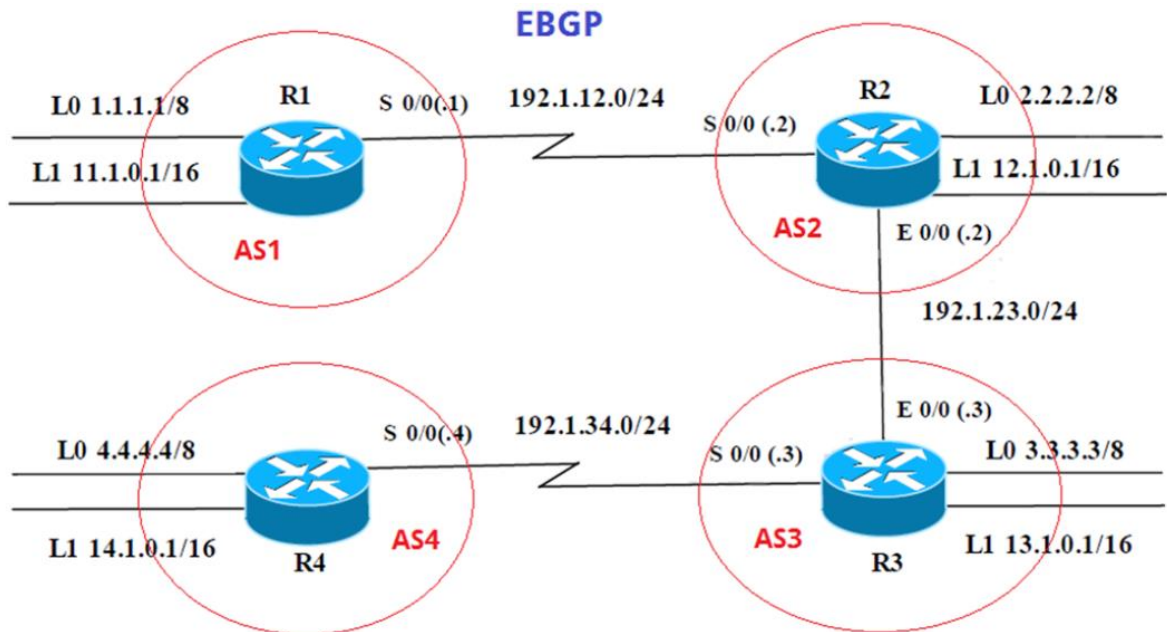 EBGP
L0 1.1.1.1/8
R1
S 0/0(.1)
192.1.12.0/24
R2
L0 2.2.2.2/8
S 0/0 (.2)
L1 11.1.0.1/16
L1 12.1.0.1/16
AS1
AS2
E 0/0 (.2)
192.1.23.0/24
L0 4.4.4.4/8
S 0/0(.4)
192.1.34.0/24
E 0/0 (.3)
S 0/0 (.3)
L0 3.3.3.3/8
L1 14.1.0.1/16
R4
AS4
AS3
R3
L1 13.1.0.1/16